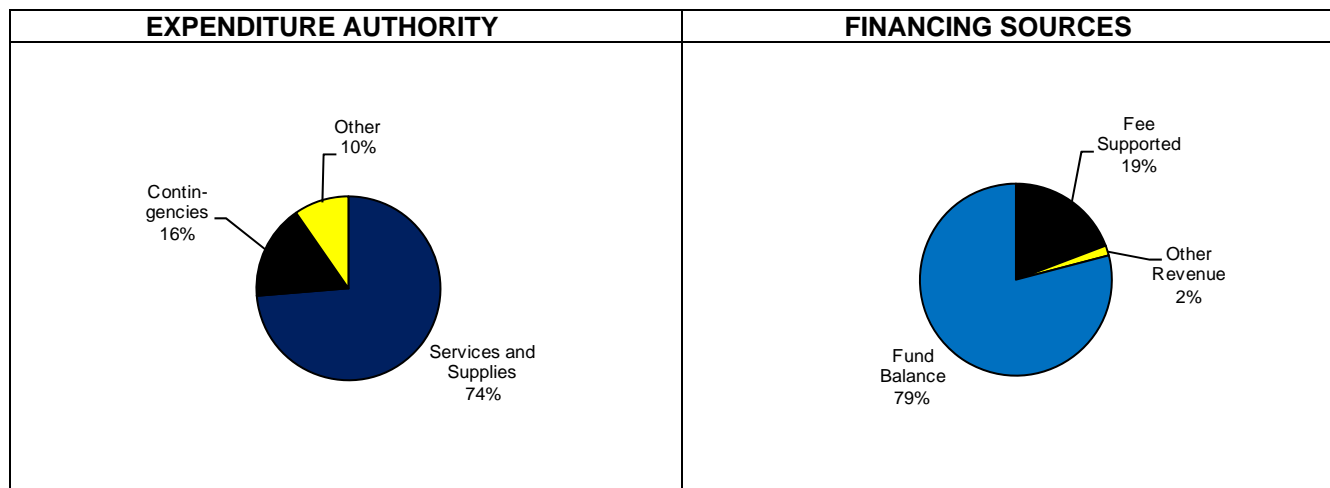 EXPENDITURE AUTHORITY
Other
10%
Contin-
gencies
16%
Services and
Supplies
74%
FINANCING SOURCES
Fee
Supported
19%
Other
Revenue
2%
Fund
Balance
79%